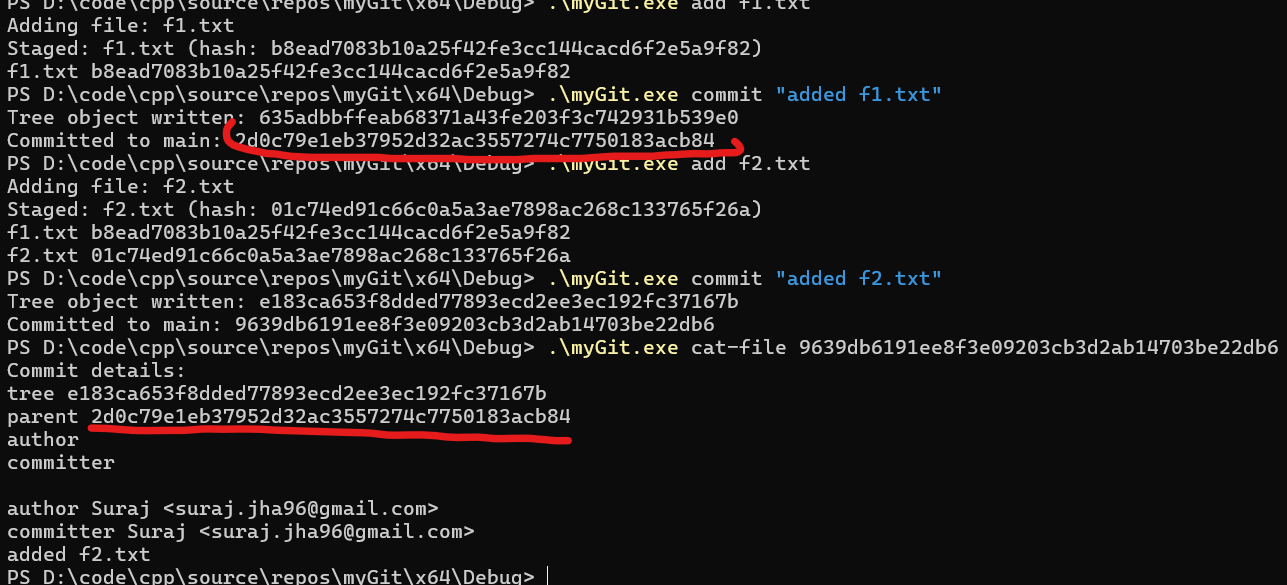 PS D:\code\cpp\source\repos\myGit\x64\Debug> .\myGit.exe add f1.txt
Adding file: f1.txt
Staged: f1.txt (hash: b8ead7083b10a25f42fe3cc144cacd6f2e5a9f82)
f1.txt b8ead7083b10a25f42fe3cc144cacd6f2e5a9f82
PS D:\code\cpp\source\repos\myGit\x64\Debug> .\myGit.exe commit "added f1.txt"
Tree object written: 635adbbffeab68371a43fe203f3c742931b539e0
Committed to main: 2d0c79e1eb37952d32ac3557274c7750183acb84
PS D:\code\cpp\source\repos\myGit\x64\Debug> .\myGit.exe add f2.txt
Adding file: f2.txt
Staged: f2.txt (hash: 01c74ed91c66c0a5a3ae7898ac268c133765f26a)
f1.txt b8ead7083b10a25f42fe3cc144cacd6f2e5a9f82
f2.txt 01c74ed91c66c0a5a3ae7898ac268c133765f26a
PS D:\code\cpp\source\repos\myGit\x64\Debug> .\myGit.exe commit "added f2.txt"
Tree object written: e183ca653f8dded77893ecd2ee3ec192fc37167b
Committed to main: 9639db6191ee8f3e09203cb3d2ab14703be22db6
PS D:\code\cpp\source\repos\myGit\x64\Debug> .\myGit.exe cat-file 9639db6191ee8f3e09203cb3d2ab14703be22db6
Commit details:
tree e183ca653f8dded77893ecd2ee3ec192fc37167b
parent 2d0c79e1eb37952d32ac3557274c7750183acb84
author
committer
author Suraj <suraj.jha96@gmail.com>
committer Suraj <suraj.jha96@gmail.com>
added f2.txt
PS D:\code\cpp\source\repos\myGit\x64\Debug>